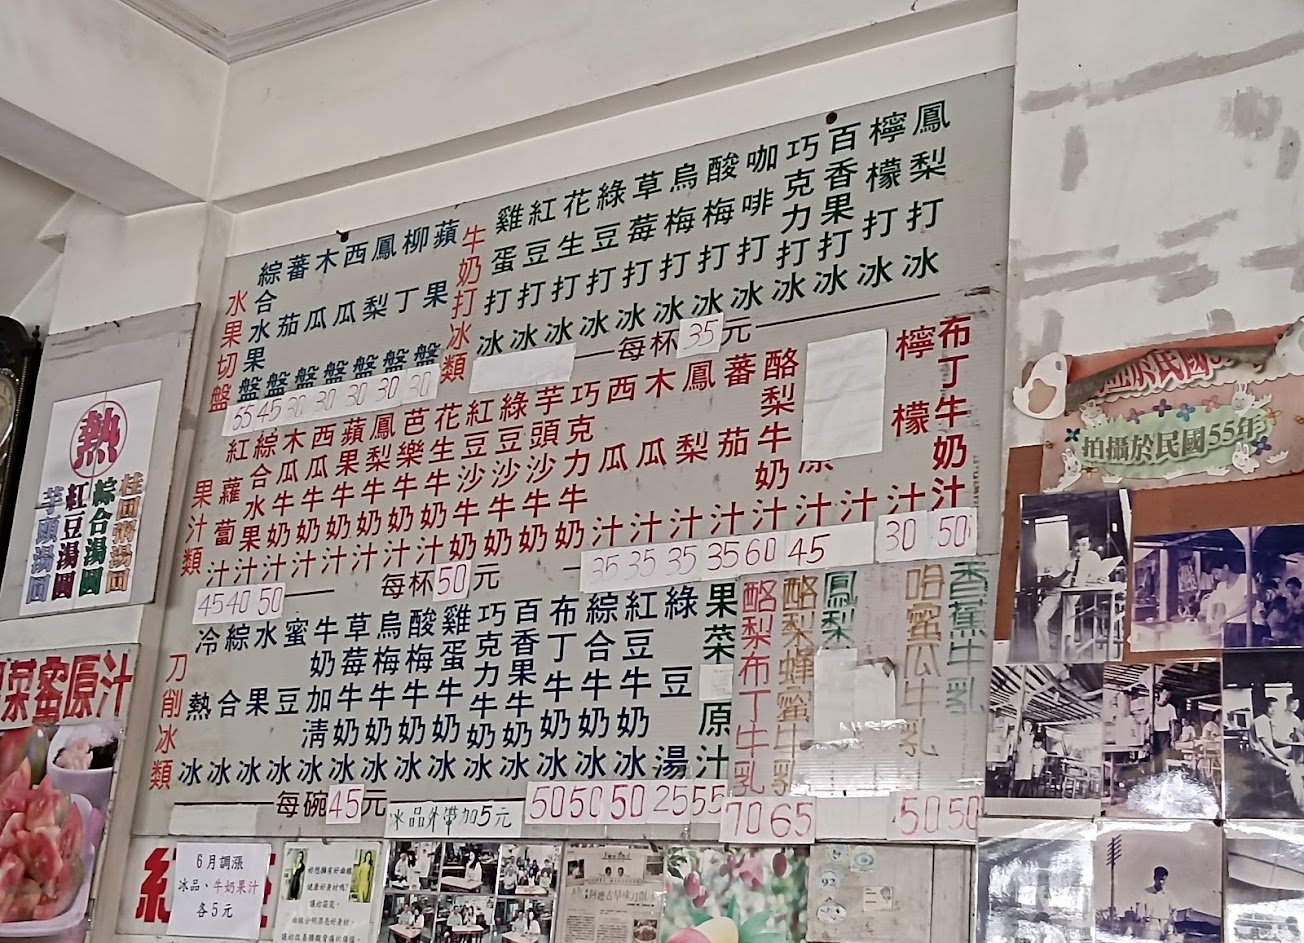 水果切盤
綜合水果盤
蕃茄盤
木瓜盤
西瓜盤
鳳梨盤
柳丁盤
蘋果盤
65 45 30 30 30 30
牛奶打冰類
雞蛋打冰
紅豆打冰
花生打冰
綠豆打冰
草莓打冰
烏梅打冰
酸梅打冰
咖啡打冰
巧克力打冰
百香果打冰
檸檬打冰
鳳梨打冰
每杯35元
果汁類
紅蘿蔔汁
綜合水果汁
木瓜牛奶汁
西瓜牛奶汁
蘋果牛奶汁
鳳梨牛奶汁
芭樂牛奶汁
花生牛奶汁
紅豆沙牛奶
綠豆沙牛奶
芋頭沙牛奶
巧克力牛奶
西瓜汁
木瓜汁
鳳梨汁
蕃茄汁
酪梨牛奶汁
汁
檸檬汁
布丁牛奶汁
45 40 50
每杯50元
35 35 35 35 60 45
30 50
刀削冰類
冷熱冰
綜合冰
水果冰
蜜豆冰
牛奶加清冰
草莓牛奶冰
烏梅牛奶冰
酸梅牛奶冰
雞蛋牛奶冰
巧克力牛奶冰
百香果牛奶冰
布丁牛奶冰
綜合牛奶冰
紅豆牛奶冰
綠豆湯
果菜原汁
酪梨布丁牛乳
酪梨蜂蜜牛乳
鳳梨
哈蜜瓜牛乳
香蕉牛乳
每碗45元
冰品外帶加5元
50 50 50 25 55
70 65
50 50
熱
芋頭湯圓
紅豆湯圓
綜合湯圓
菜蜜原汁
紅
6月調漲
冰品、牛奶果汁
各5元
於民國
拍攝於民國55年